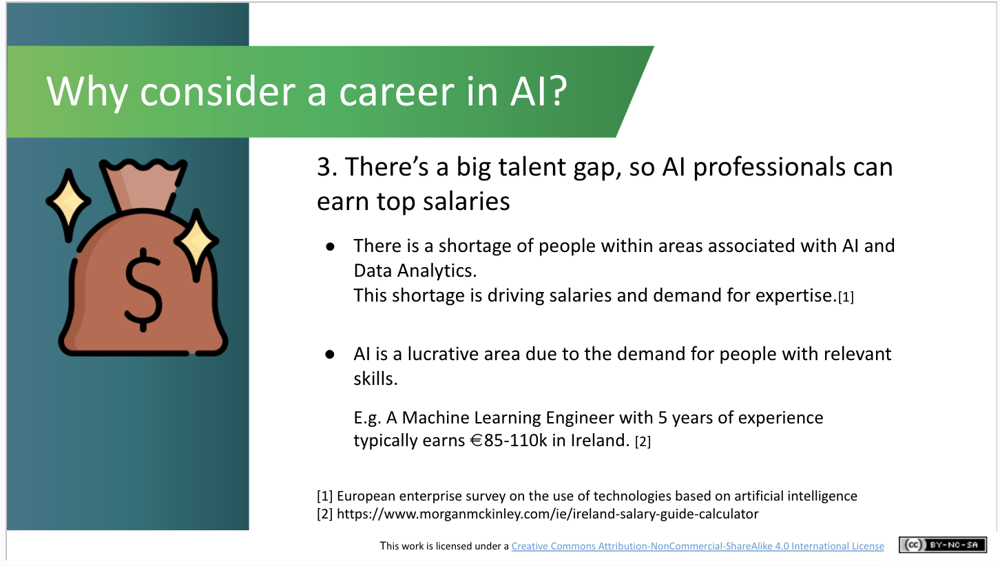 Why consider a career in AI?
$
3. There’s a big talent gap, so AI professionals can
earn top salaries
● There is a shortage of people within areas associated with AI and
Data Analytics.
This shortage is driving salaries and demand for expertise.[1]
● AI is a lucrative area due to the demand for people with relevant
skills.
E.g. A Machine Learning Engineer with 5 years of experience
typically earns €85-110k in Ireland. [2]
[1] European enterprise survey on the use of technologies based on artificial intelligence
[2] https://www.morganmckinley.com/ie/ireland-salary-guide-calculator
This work is licensed under a Creative Commons Attribution-NonCommercial-ShareAlike 4.0 International License
(cc) BY-NC-SA